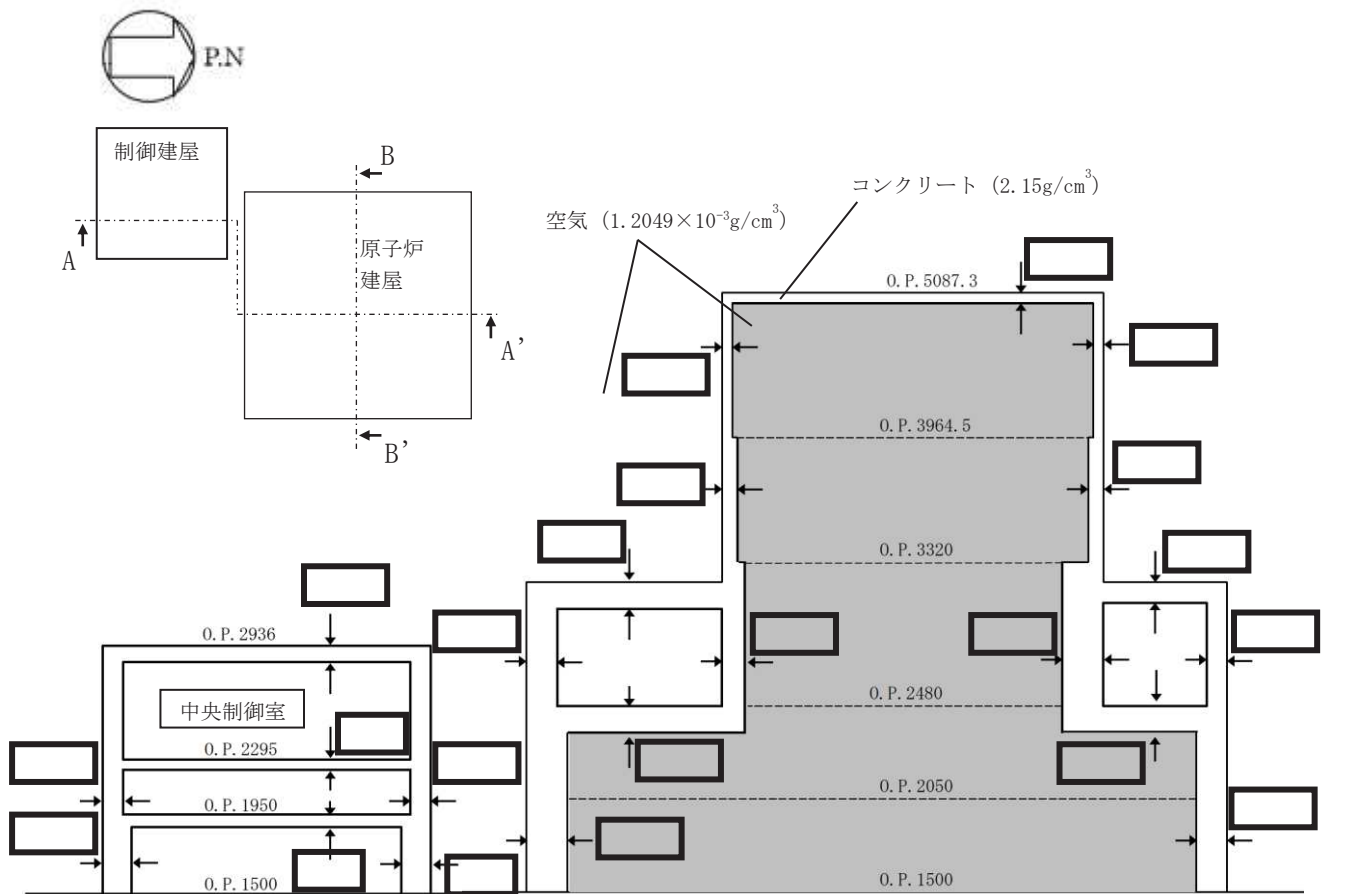 P.N
制御建屋
B
コンクリート (2.15g/cm³)
空気 (1.2049×10⁻³g/cm³)
A
原子炉
建屋
O.P.5087.3
A’
O.P.3964.5
B’
O.P.3320
O.P.2936
O.P.2480
中央制御室
O.P.2295
O.P.2050
O.P.1950
O.P.1500
O.P.1500